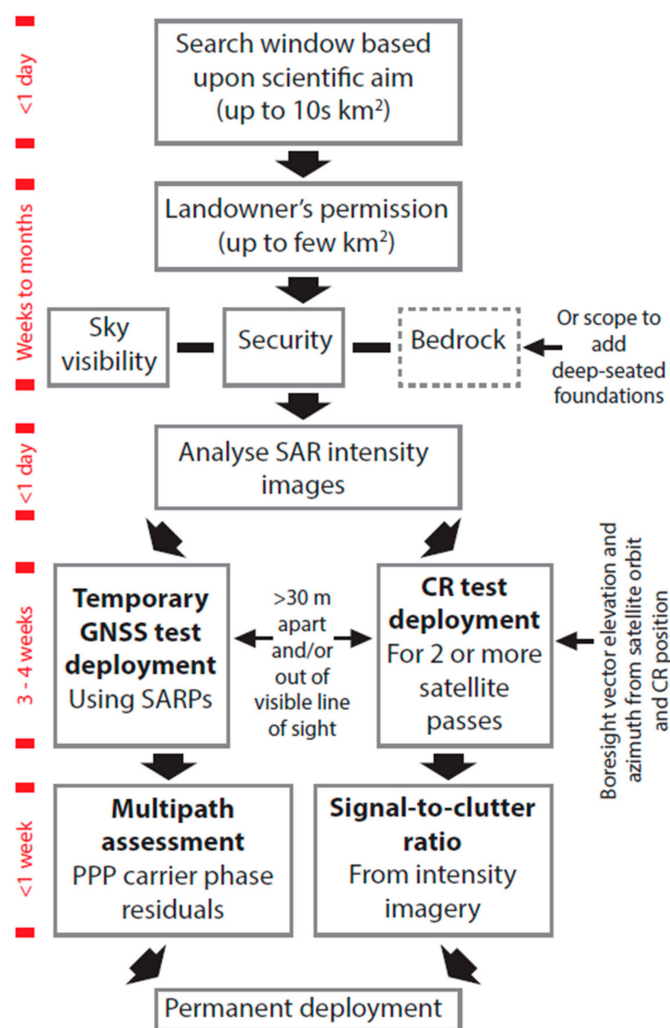 <1 day
Search window based
upon scientific aim
(up to 10s km²)
Weeks to months
Landowner's permission
(up to few km²)
Sky
visibility
Security
Bedrock
Or scope to
add
deep-seated
foundations
<1 day
Analyse SAR intensity
images
3 - 4 weeks
Temporary
GNSS test
deployment
Using SARPs
>30 m
apart
and/or
out of
visible line
of sight
CR test
deployment
For 2 or more
satellite
passes
Boresight vector elevation and
azimuth from satellite orbit
and CR position
<1 week
Multipath
assessment
PPP carrier phase
residuals
Signal-to-clutter
ratio
From intensity
imagery
Permanent deployment